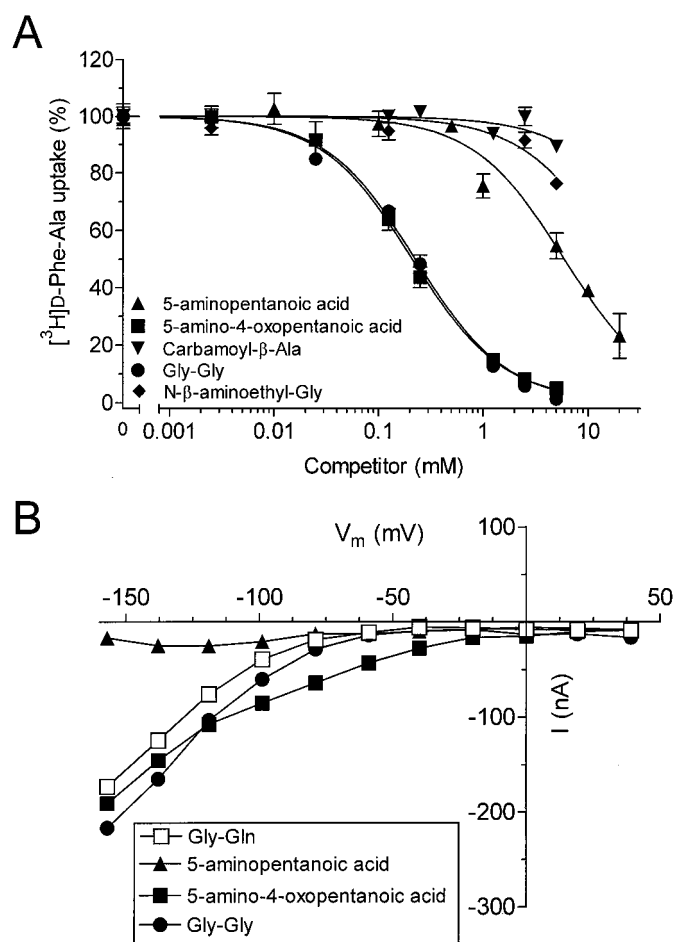 A
[³H]D-Phe-Ala uptake (%)
120
100
80
60
40
20
0
5-aminopentanoic acid
5-amino-4-oxopentanoic acid
Carbamoyl-β-Ala
Gly-Gly
N-β-aminoethyl-Gly
0 0.001 0.01 0.1 1 10
Competitor (mM)
B
Vm (mV)
100
-150 -100 -50 50
I (nA)
-100
-200
-300
Gly-Gln
5-aminopentanoic acid
5-amino-4-oxopentanoic acid
Gly-Gly